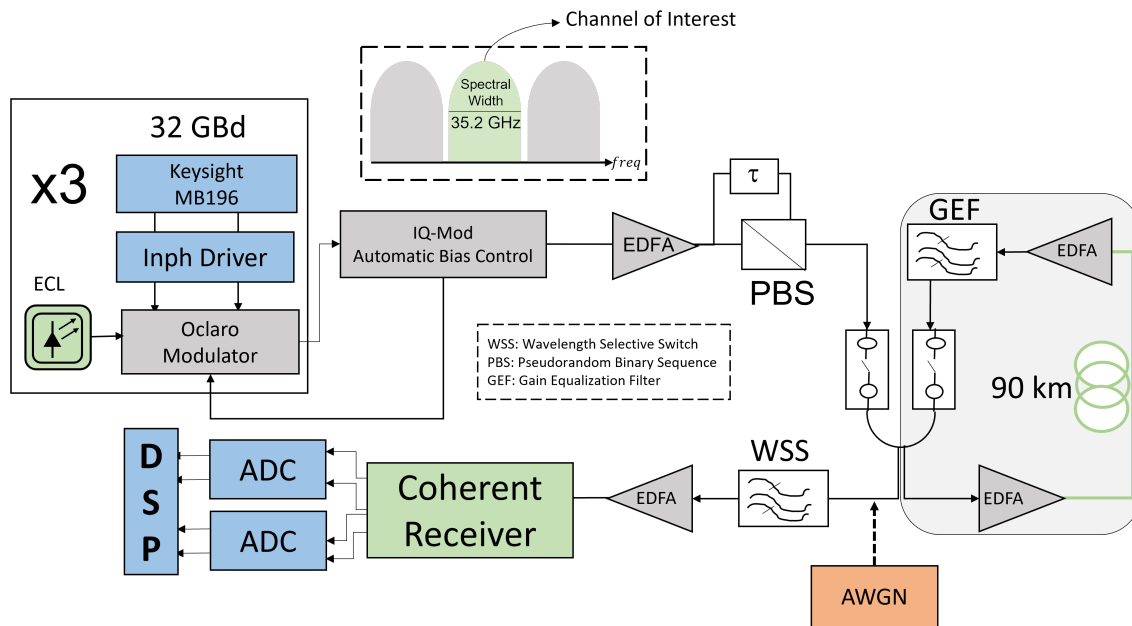 Channel of Interest
Spectral
Width
35.2 GHz
freq
32 GBd
x3
Keysight
MB196
Inph Driver
ECL
Oclaro
Modulator
IQ-Mod
Automatic Bias Control
EDFA
τ
PBS
GEF
EDFA
90 km
WSS: Wavelength Selective Switch
PBS: Pseudorandom Binary Sequence
GEF: Gain Equalization Filter
D
S
P
ADC
ADC
Coherent
Receiver
EDFA
WSS
EDFA
AWGN